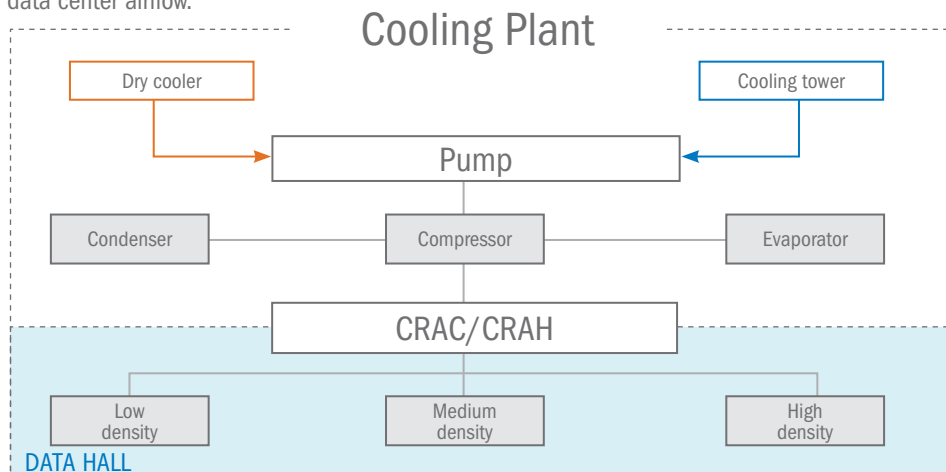 data center airflow.
Cooling Plant
Dry cooler
Cooling tower
Pump
Condenser
Compressor
Evaporator
CRAC/CRAH
Low
density
Medium
density
High
density
DATA HALL